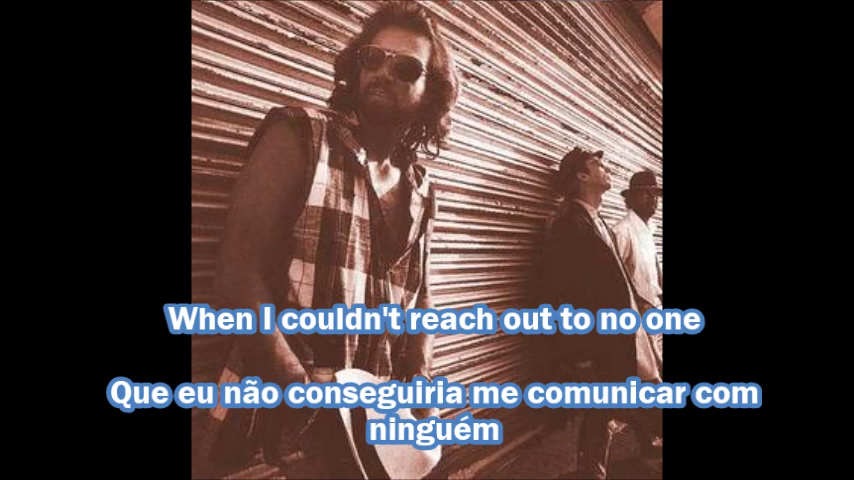 When I couldn't reach out to no one
Que eu não conseguiria me comunicar com
ninguém